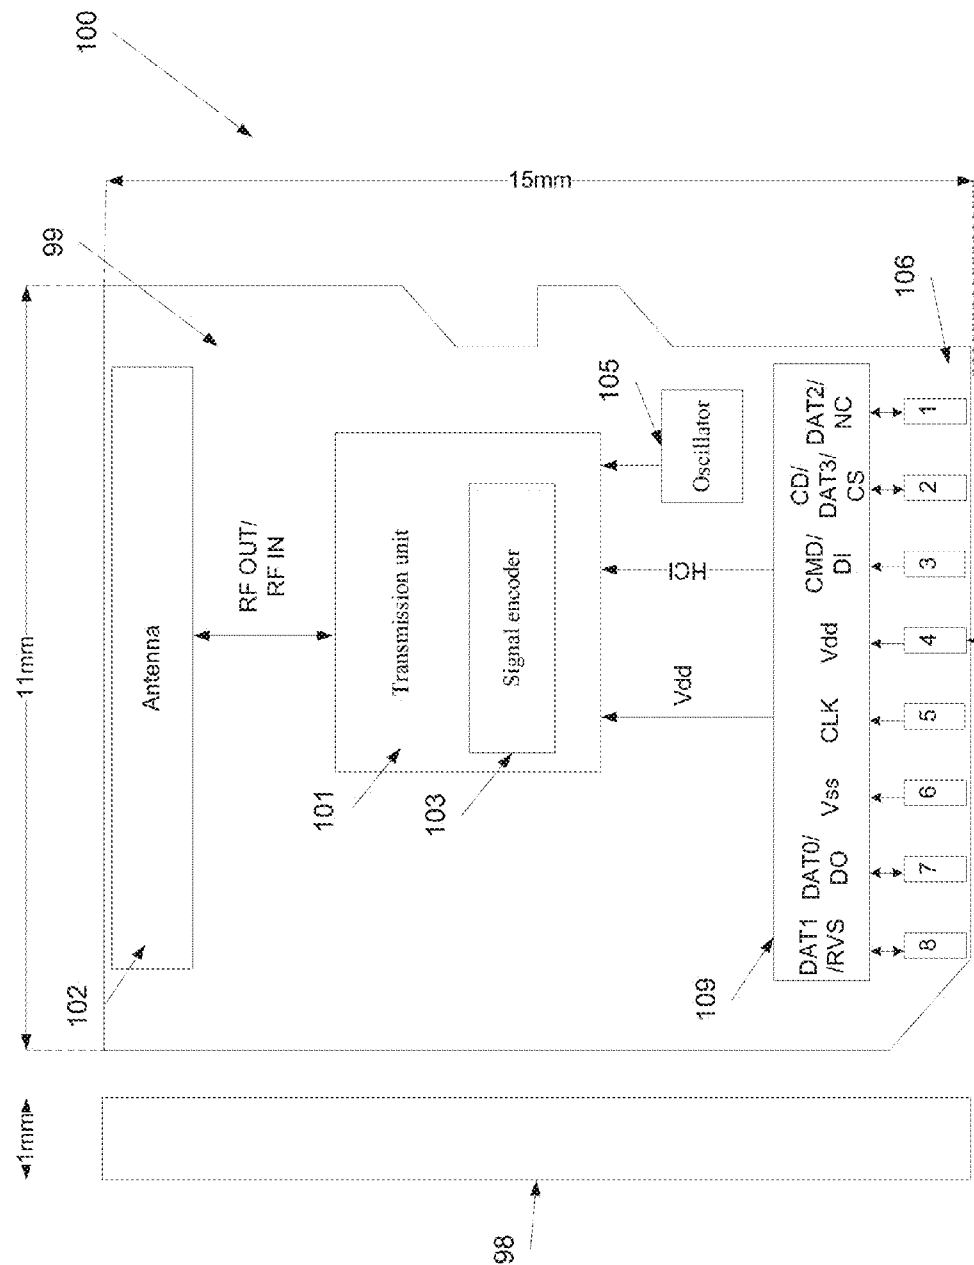 100
15mm
99
11mm
106
Antenna
RF OUT/
RF IN
105
Oscillator
Transmission unit
Signal encoder
101
103
HCI
Vdd
102
109
DAT2/
NC
CD/
DAT3/
CS
CMD/
DI
Vdd
CLK
Vss
DAT0/
DO
DAT1
/RVS
1
2
3
4
5
6
7
8
1mm
98